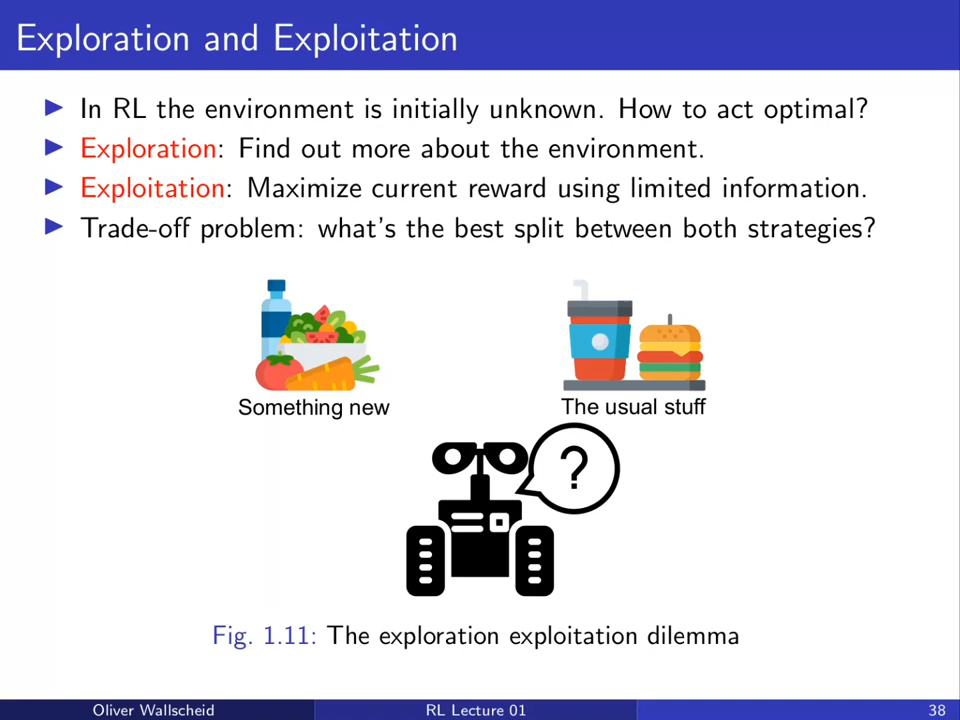 Exploration and Exploitation
▶ In RL the environment is initially unknown. How to act optimal?
▶ Exploration: Find out more about the environment.
▶ Exploitation: Maximize current reward using limited information.
▶ Trade-off problem: what's the best split between both strategies?
Something new
The usual stuff
?
Fig. 1.11: The exploration exploitation dilemma
Oliver Wallscheid
RL Lecture 01
38